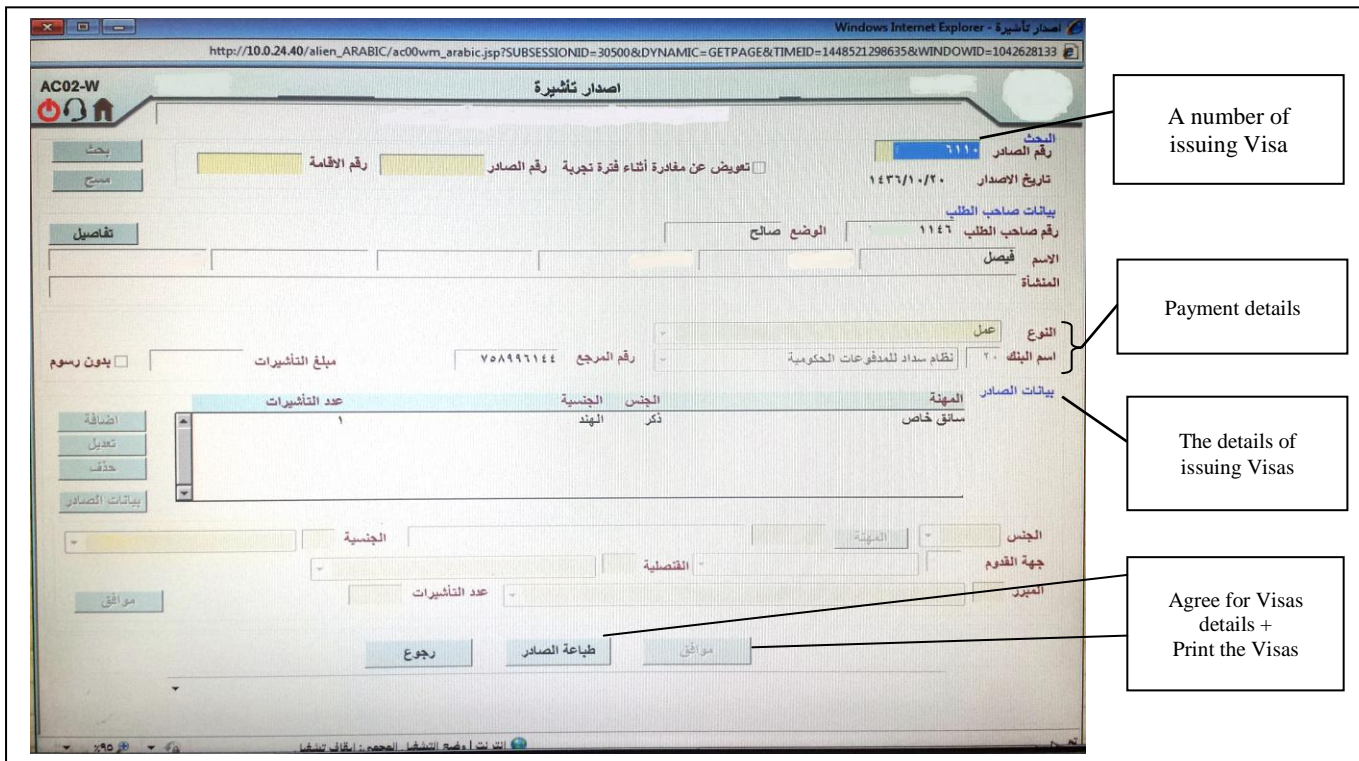 اصدار تأشيرة - Windows Internet Explorer
http://10.0.24.40/alien_ARABIC/ac00wm_arabic.jsp?SUBSESSIONID=30500&DYNAMIC=GETPAGE&TIMEID=1448521298635&WINDOWID=1042628133
اصدار تأشيرة
AC02-W
البحث
رقم الصادر ٦١١٠
تعويض عن مغادرة أثناء فترة تجربة رقم الصادر رقم الاقامة
بحث
تاريخ الاصدار ١٤٣٦/١٠/٢٠
مسح
بيانات صاحب الطلب
رقم صاحب الطلب ١١٤٦ الوضع صالح
تفاصيل
الاسم فيصل
المنشأة
النوع عمل
اسم البنك ٢٠ نظام سداد للمدفوعات الحكومية رقم المرجع ٧٥٨٩٩٦١٤٤ مبلغ التأشيرات بدون رسوم
بيانات الصادر
المهنة الجنس الجنسية عدد التأشيرات
سائق خاص ذكر الهند ١
اضافة
تعديل
حذف
بيانات الصادر
الجنس المهنة الجنسية
جهة القدوم القنصلية
المبرر عدد التأشيرات موافق
موافق طباعة الصادر رجوع
٪٩٥
A number of
issuing Visa
Payment details
The details of
issuing Visas
Agree for Visas
details +
Print the Visas